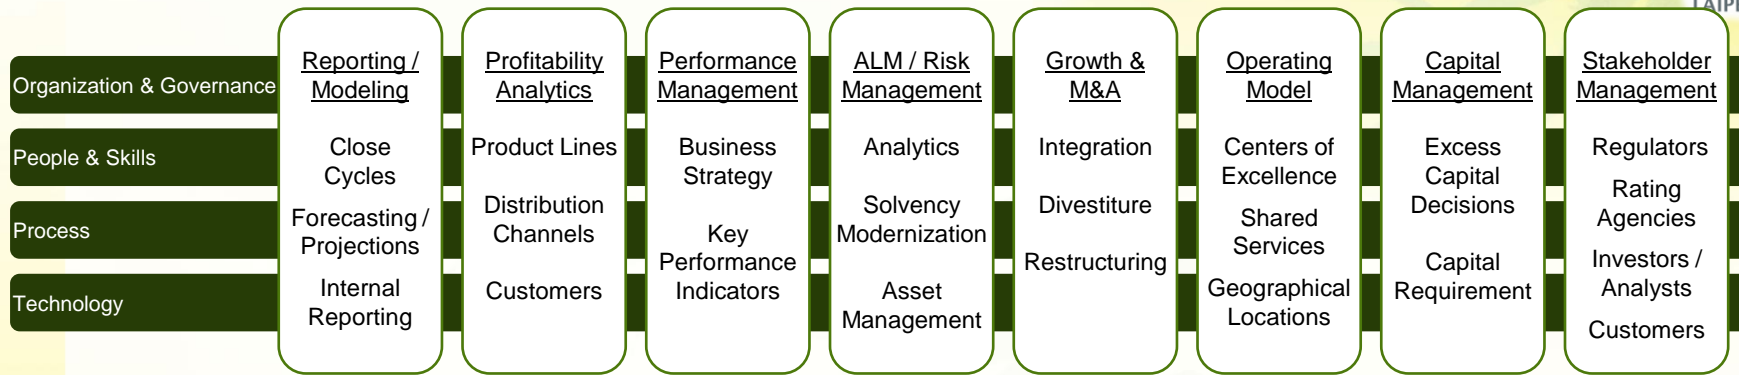 Organization & Governance
People & Skills
Process
Technology
Reporting /
Modeling
Close
Cycles
Forecasting /
Projections
Internal
Reporting
Profitability
Analytics
Product Lines
Distribution
Channels
Customers
Performance
Management
Business
Strategy
Key
Performance
Indicators
ALM / Risk
Management
Analytics
Solvency
Modernization
Asset
Management
Growth &
M&A
Integration
Divestiture
Restructuring
Operating
Model
Centers of
Excellence
Shared
Services
Geographical
Locations
Capital
Management
Excess
Capital
Decisions
Capital
Requirement
Stakeholder
Management
Regulators
Rating
Agencies
Investors /
Analysts
Customers